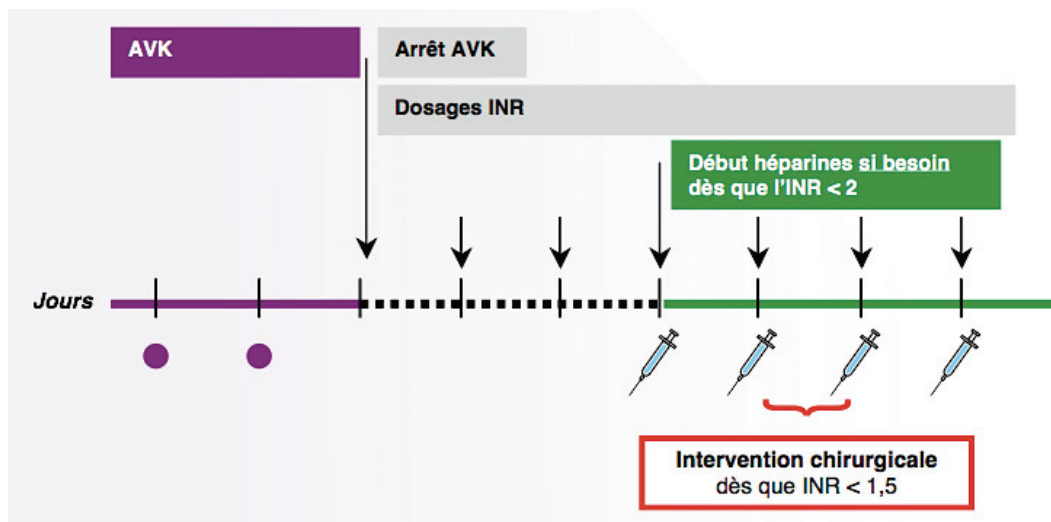 AVK
Arrêt AVK
Dosages INR
Début héparines si besoin
dès que l'INR < 2
Jours
Intervention chirurgicale
dès que INR < 1,5